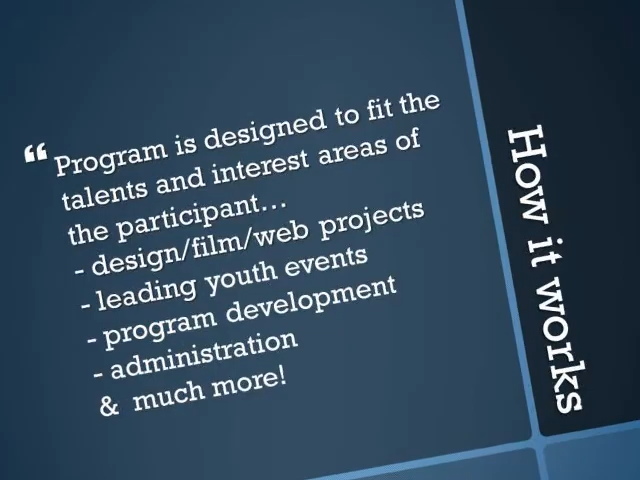 How it works
“ Program is designed to fit the
talents and interest areas of
the participant…
- design/film/web projects
- leading youth events
- program development
- administration
& much more!